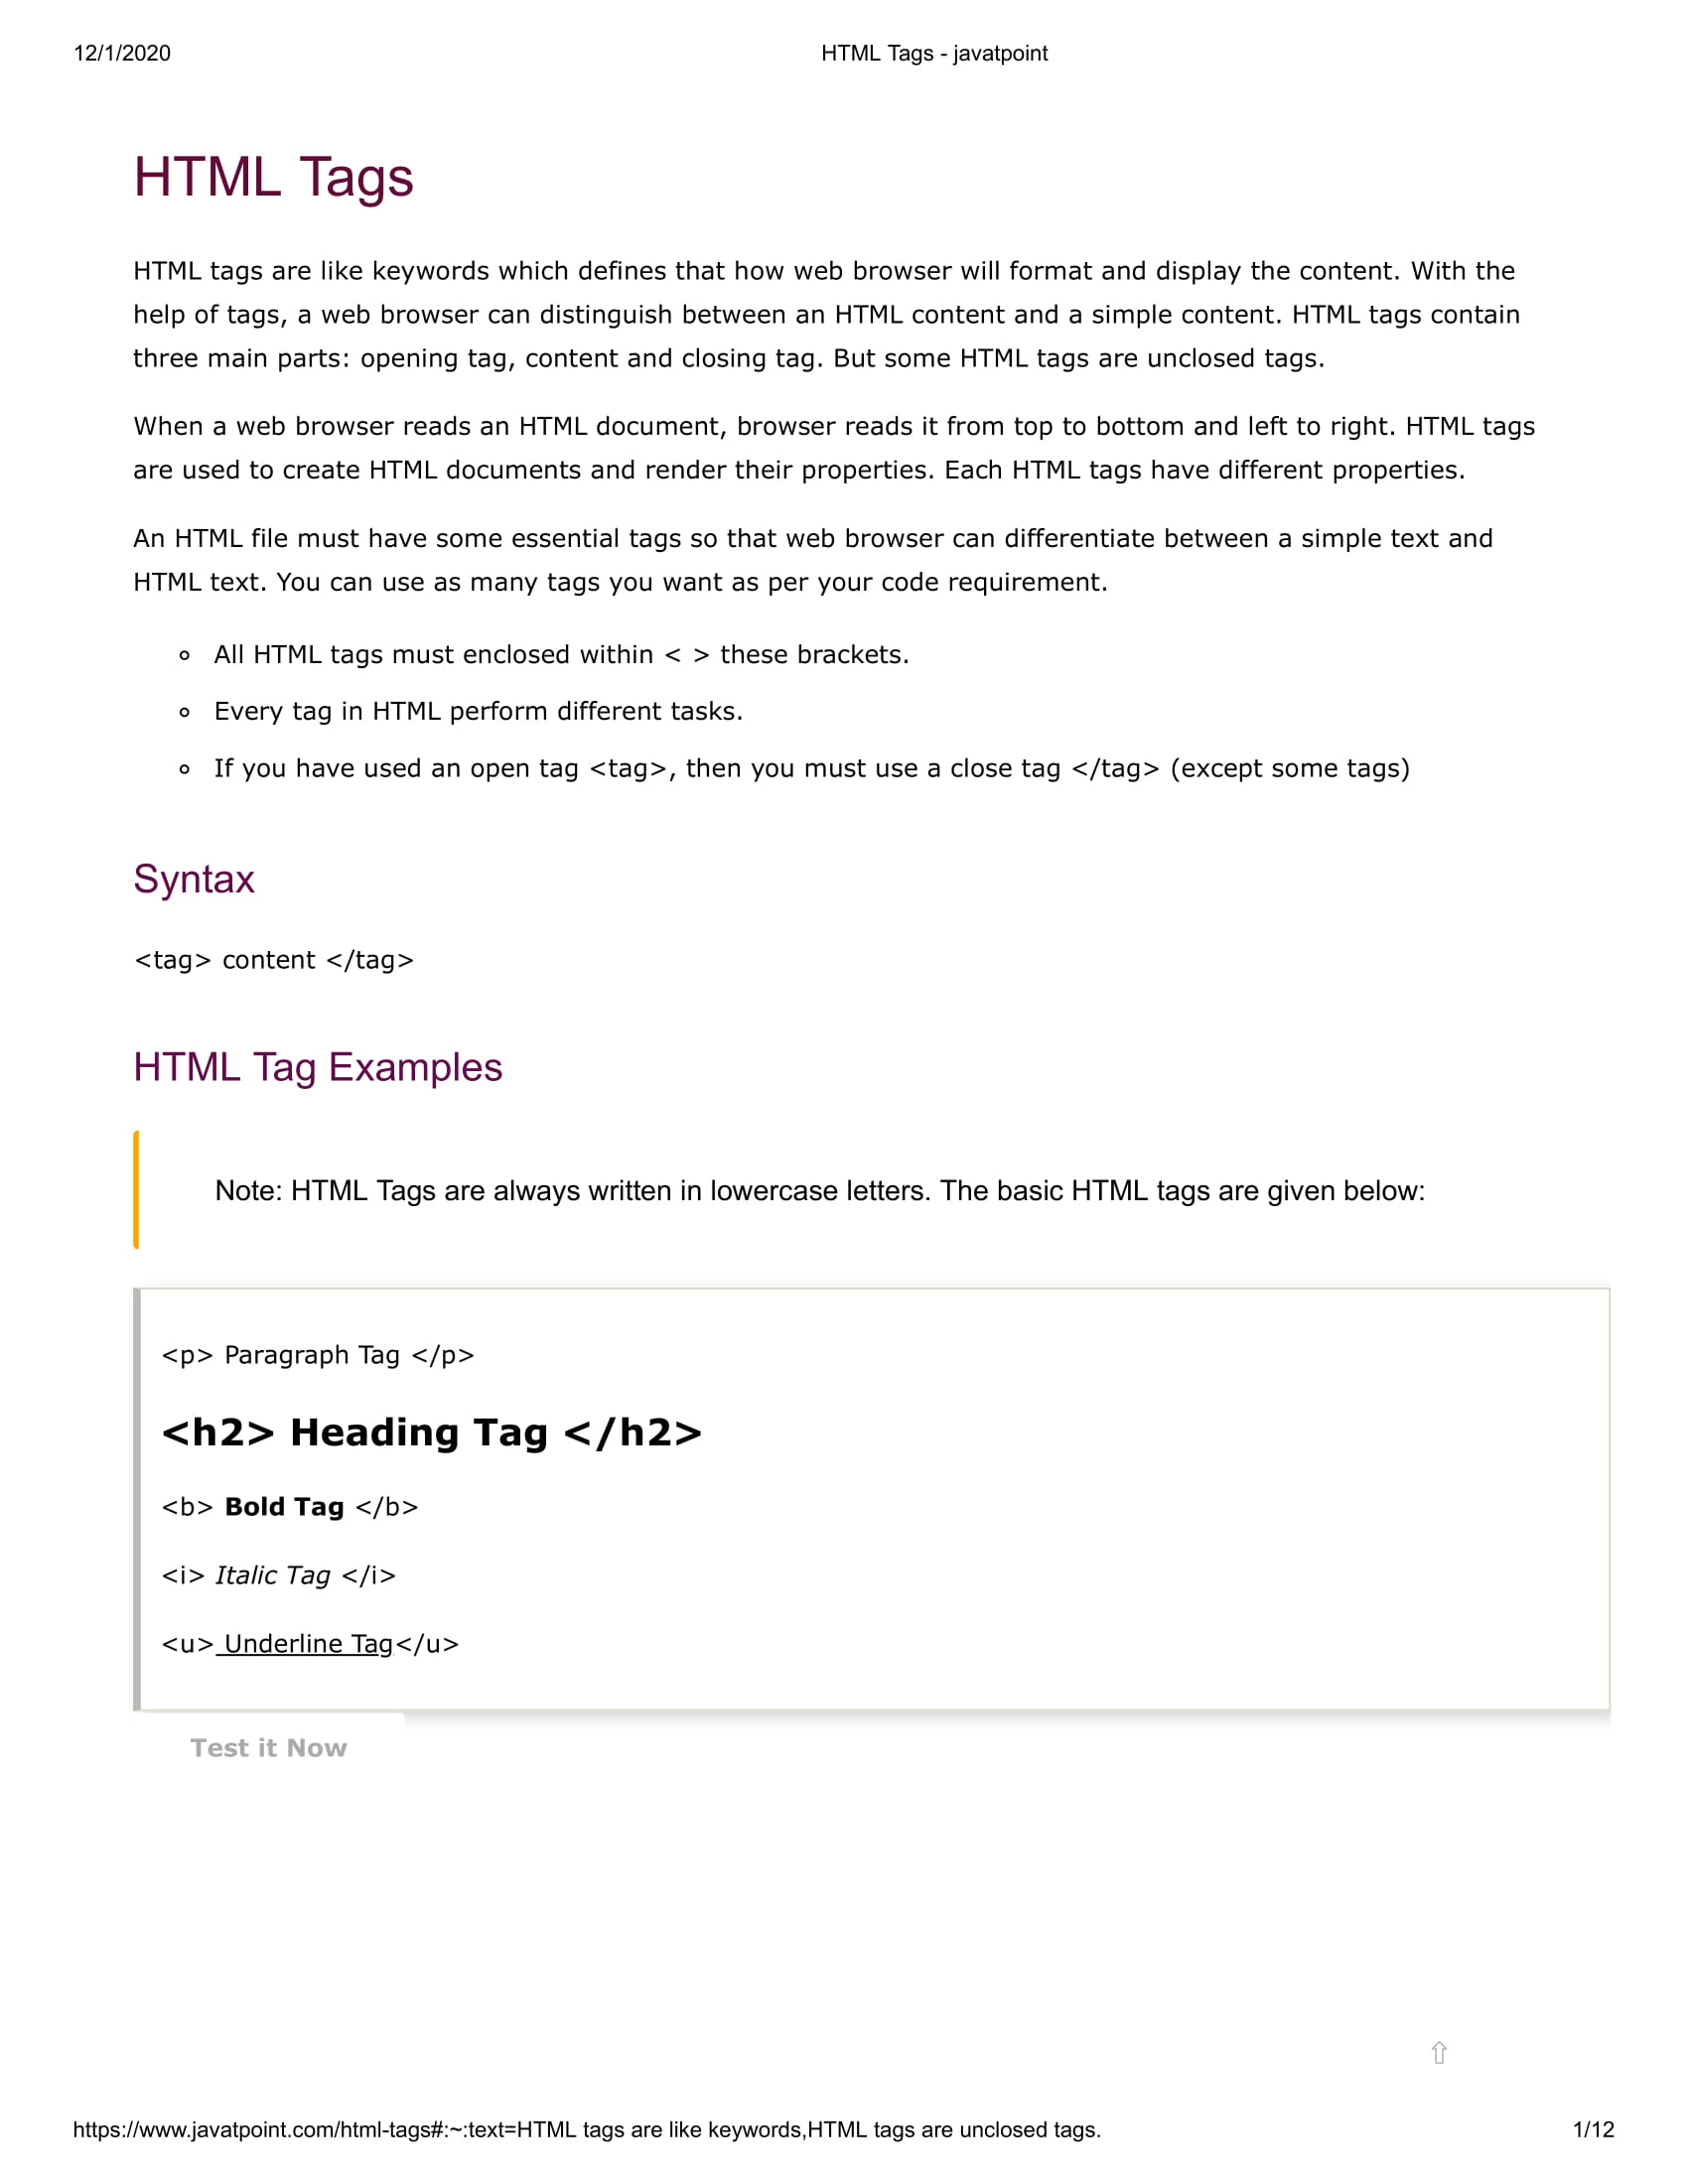 12/1/2020 HTML Tags - javatpoint
HTML Tags
HTML tags are like keywords which defines that how web browser will format and display the content. With the
help of tags, a web browser can distinguish between an HTML content and a simple content. HTML tags contain
three main parts: opening tag, content and closing tag. But some HTML tags are unclosed tags.
When a web browser reads an HTML document, browser reads it from top to bottom and left to right. HTML tags
are used to create HTML documents and render their properties. Each HTML tags have different properties.
An HTML file must have some essential tags so that web browser can differentiate between a simple text and
HTML text. You can use as many tags you want as per your code requirement.
All HTML tags must enclosed within < > these brackets.
Every tag in HTML perform different tasks.
If you have used an open tag <tag>, then you must use a close tag </tag> (except some tags)
Syntax
<tag> content </tag>
HTML Tag Examples
Note: HTML Tags are always written in lowercase letters. The basic HTML tags are given below:
<p> Paragraph Tag </p>
<h2> Heading Tag </h2>
<b> Bold Tag </b>
<i> Italic Tag </i>
<u> Underline Tag</u>
Test it Now
⇧
https://www.javatpoint.com/html-tags#:~:text=HTML tags are like keywords,HTML tags are unclosed tags. 1/12